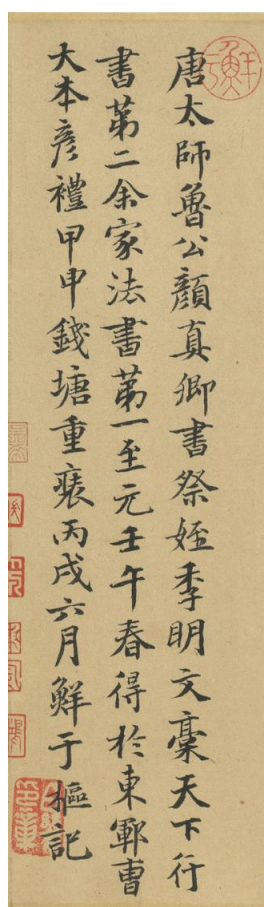 唐太師魯公顏真卿書祭姪季明文稾天下行
書第二余家法書第一至元壬午春得於東鄆曹
大本彥禮甲申錢塘重裝丙戌六月鮮于樞記
鮮于